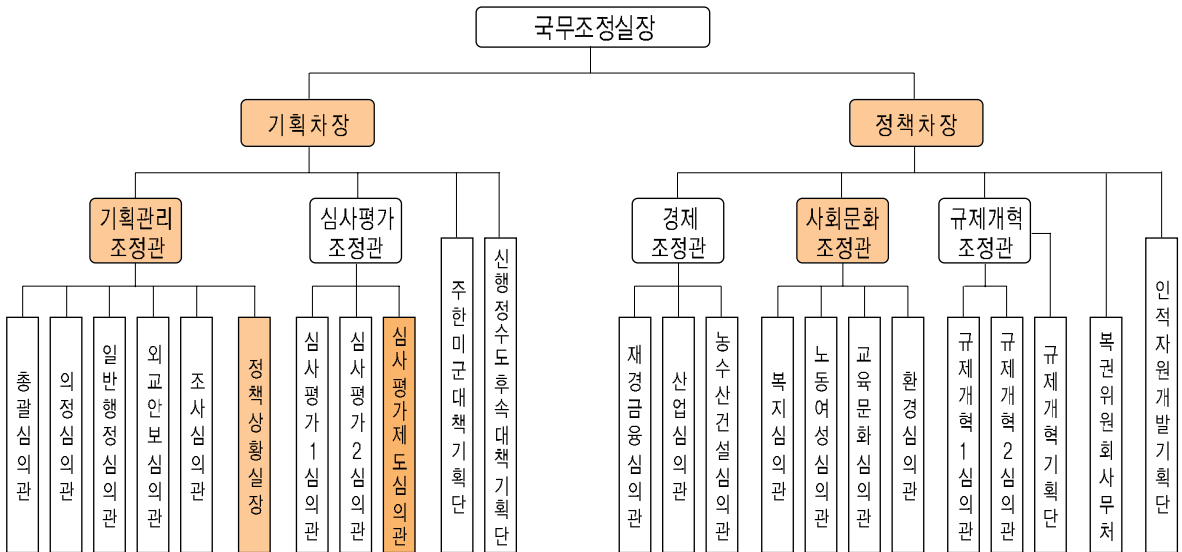 국무조정실장
기획차장
정책차장
기획관리
조정관
심사평가
조정관
경제
조정관
사회문화
조정관
규제개혁
조정관
총괄심의관
의정심의관
일반행정심의관
외교안보심의관
조사심의관
정책상황실장
심사평가1심의관
심사평가2심의관
심사평가제도심의관
주한미군대책기획단
신행정수도후속대책기획단
재경금융심의관
산업심의관
농수산건설심의관
복지심의관
노동여성심의관
교육문화심의관
환경심의관
규제개혁1심의관
규제개혁2심의관
규제개혁기획단
복권위원회사무처
인적자원개발기획단